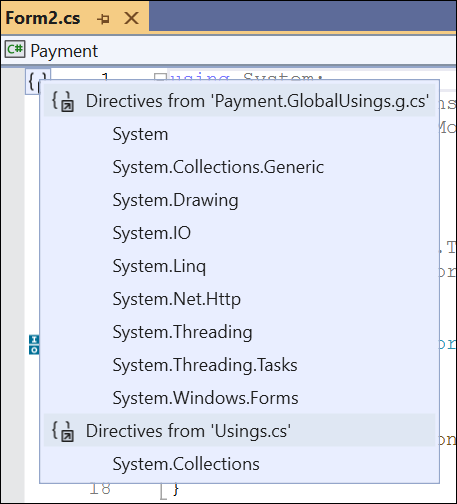 Form2.cs
C# Payment
1 using System;
Directives from 'Payment.GlobalUsings.g.cs'
System
System.Collections.Generic
System.Drawing
System.IO
System.Linq
System.Net.Http
System.Threading
System.Threading.Tasks
System.Windows.Forms
Directives from 'Usings.cs'
System.Collections
18 }